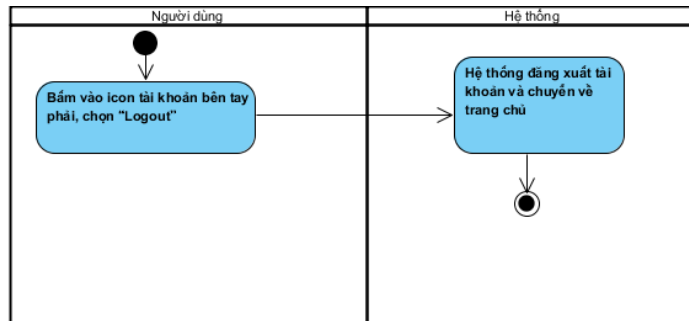 Người dùng
Hệ thống
Bấm vào icon tài khoản bên tay
phải, chọn "Logout"
Hệ thống đăng xuất tài
khoản và chuyển về
trang chủ